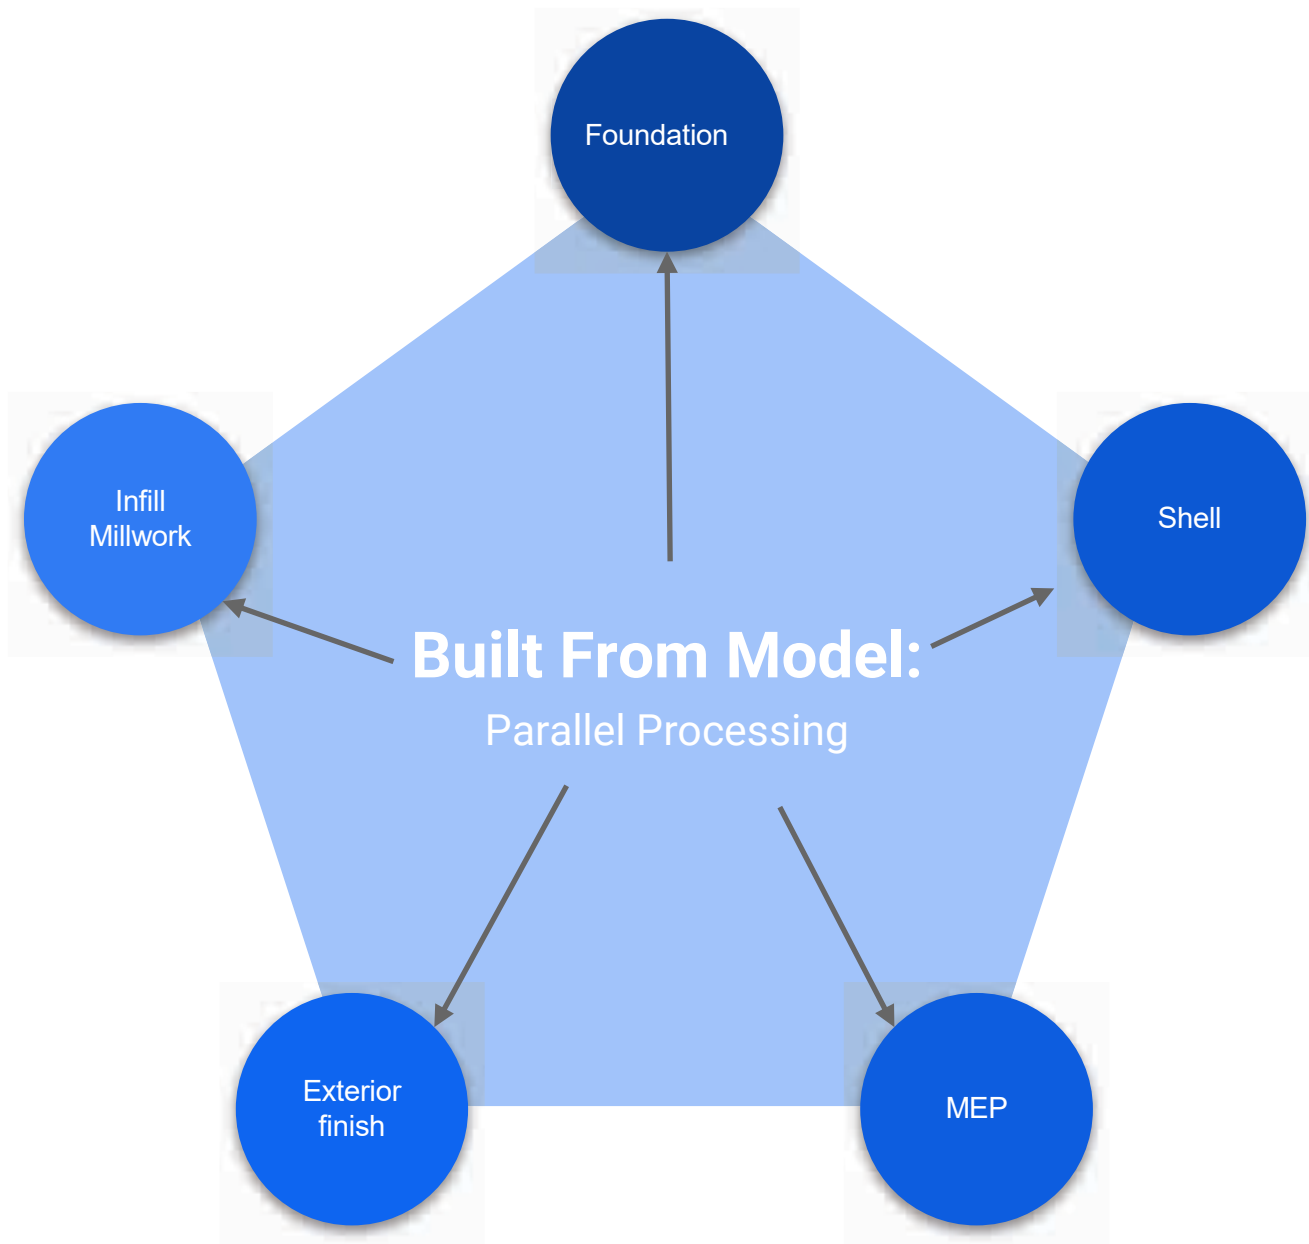 Foundation
Infill
Millwork
Shell
Built From Model:
Parallel Processing
Exterior
finish
MEP